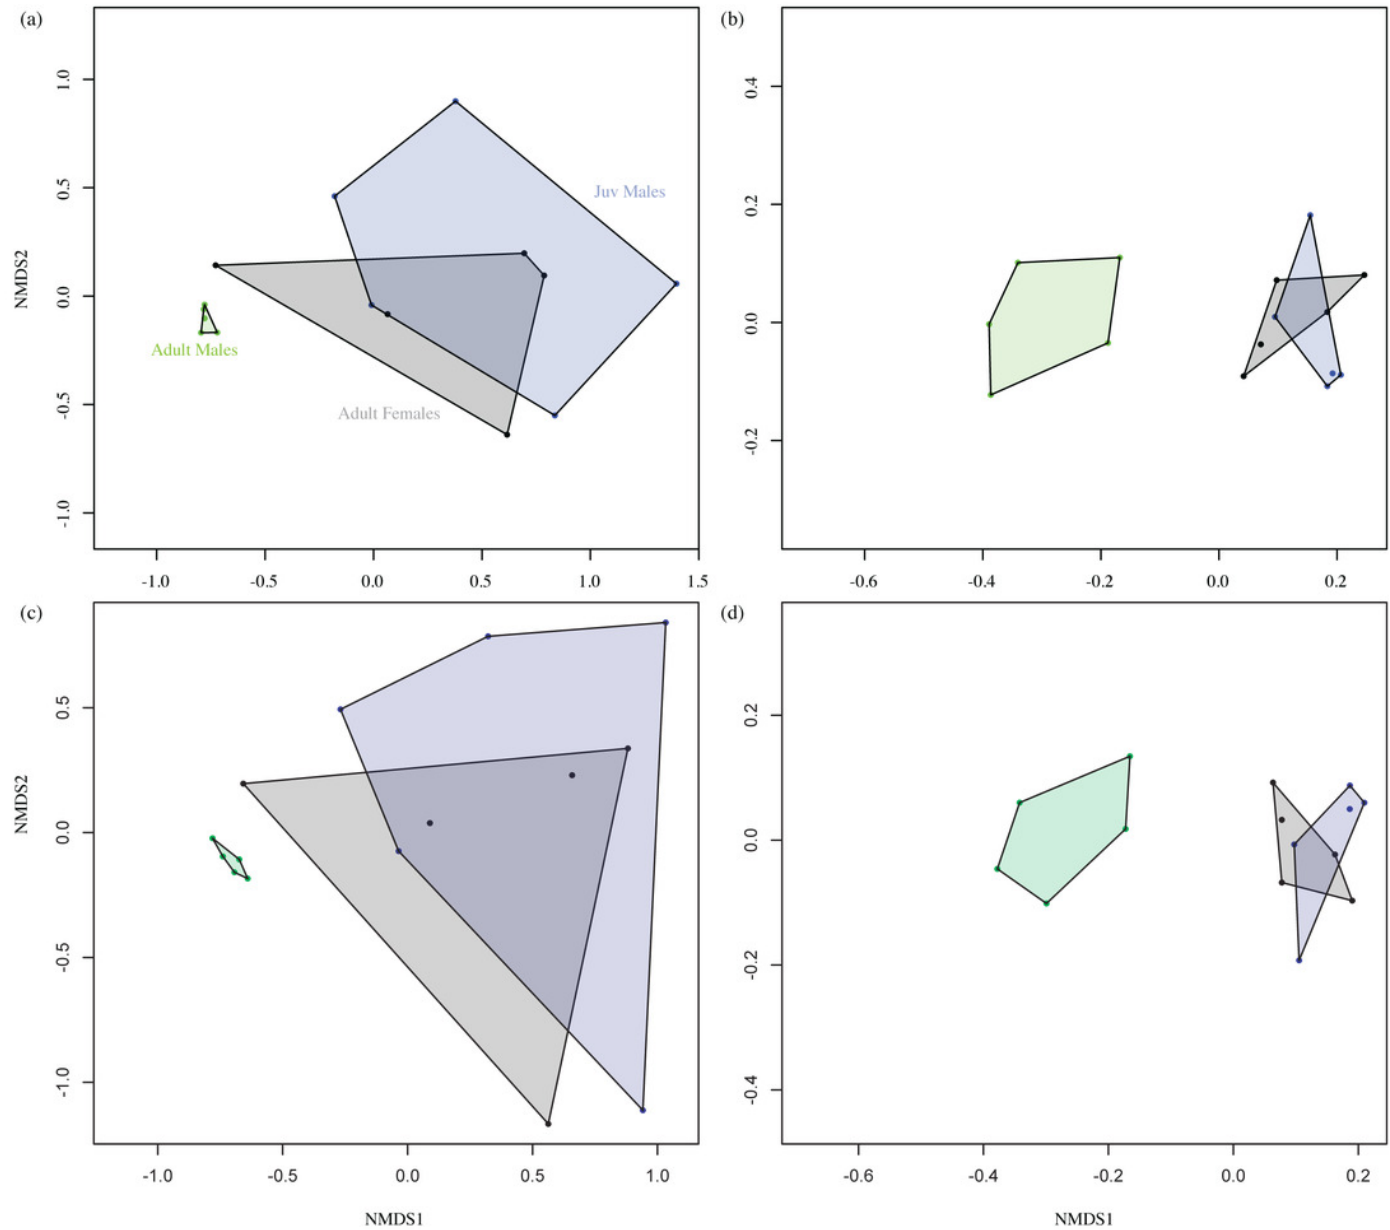 (a)
1.0
0.5
0.0
-0.5
-1.0
NMDS2
Juv Males
Adult Males
Adult Females
-1.0 -0.5 0.0 0.5 1.0 1.5
(b)
0.4
0.2
0.0
-0.2
-0.6 -0.4 -0.2 0.0 0.2
(c)
0.5
0.0
-0.5
-1.0
NMDS2
-1.0 -0.5 0.0 0.5 1.0
NMDS1
(d)
0.2
0.0
-0.2
-0.4
-0.6 -0.4 -0.2 0.0 0.2
NMDS1